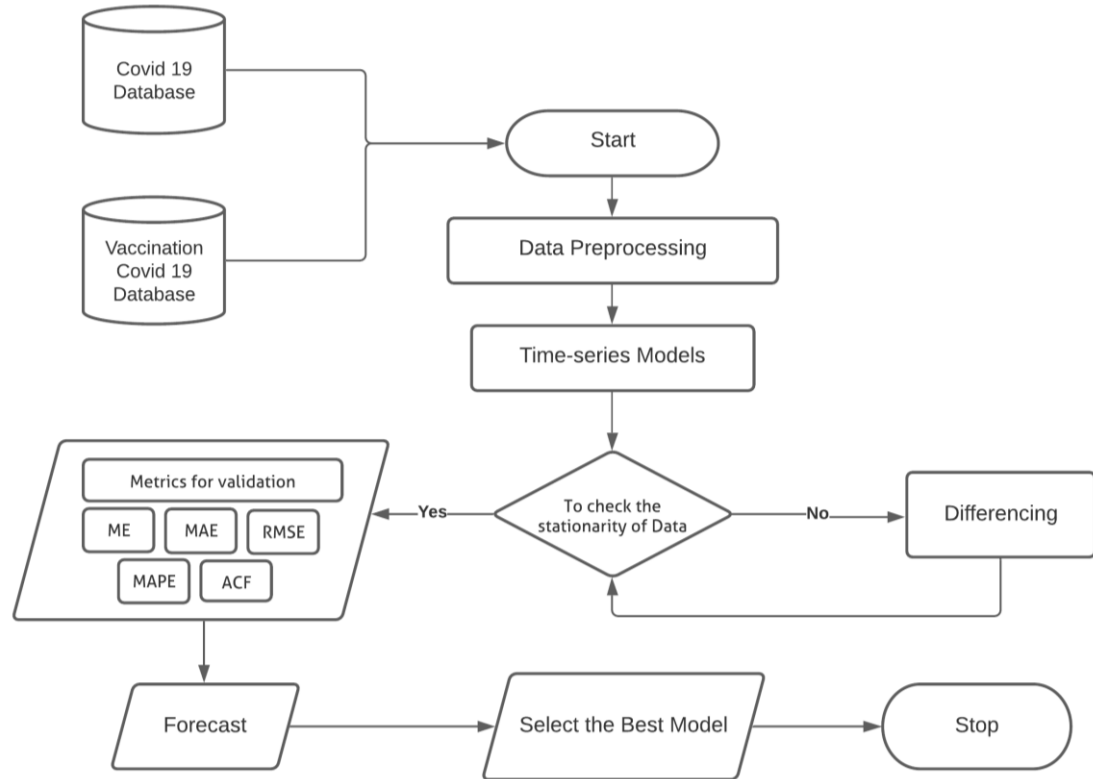 Covid 19
Database
Start
Vaccination
Covid 19
Database
Data Preprocessing
Time-series Models
Metrics for validation
ME
MAE
RMSE
MAPE
ACF
Yes
To check the
stationarity of Data
No
Differencing
Forecast
Select the Best Model
Stop